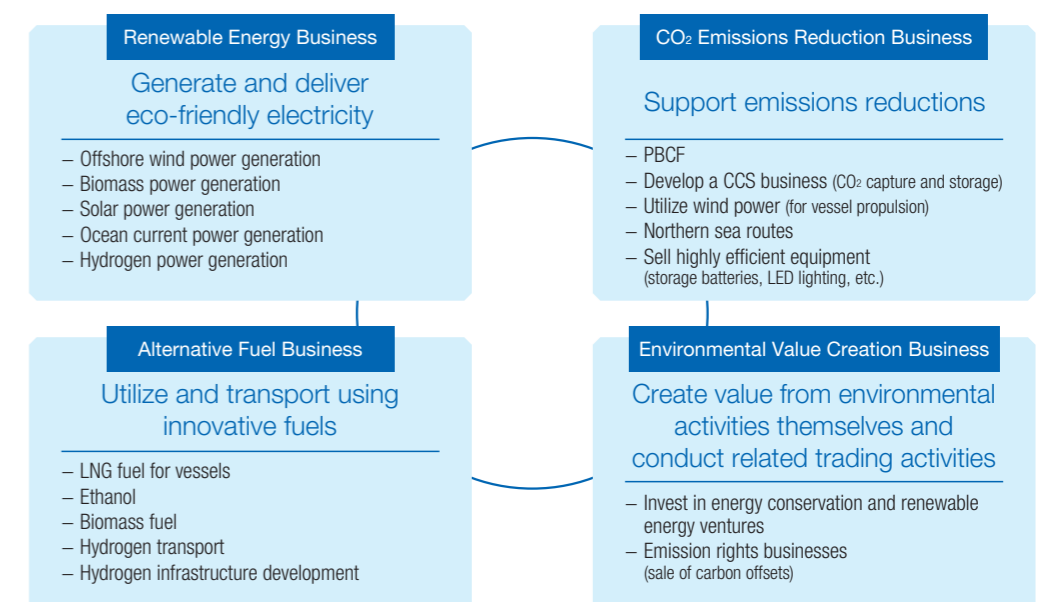 Renewable Energy Business
Generate and deliver
eco-friendly electricity
– Offshore wind power generation
– Biomass power generation
– Solar power generation
– Ocean current power generation
– Hydrogen power generation
CO₂ Emissions Reduction Business
Support emissions reductions
– PBCF
– Develop a CCS business (CO₂ capture and storage)
– Utilize wind power (for vessel propulsion)
– Northern sea routes
– Sell highly efficient equipment
(storage batteries, LED lighting, etc.)
Alternative Fuel Business
Utilize and transport using
innovative fuels
– LNG fuel for vessels
– Ethanol
– Biomass fuel
– Hydrogen transport
– Hydrogen infrastructure development
Environmental Value Creation Business
Create value from environmental
activities themselves and
conduct related trading activities
– Invest in energy conservation and renewable
energy ventures
– Emission rights businesses
(sale of carbon offsets)